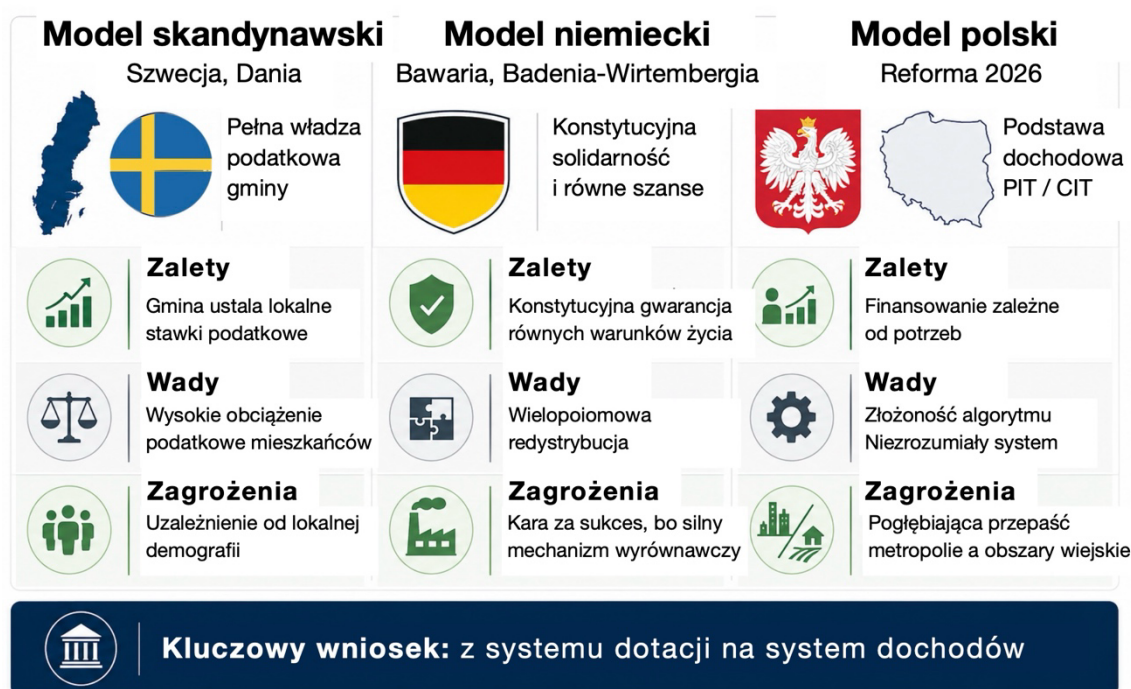 Model skandynawski
Szwecja, Dania
Pełna władza
podatkowa
gminy
Zalety
Gmina ustala lokalne
stawki podatkowe
Wady
Wysokie obciążenie
podatkowe mieszkańców
Zagrożenia
Uzależnienie od lokalnej
demografii
Model niemiecki
Bawaria, Badenia-Wirtembergia
Konstytucyjna
solidarność
i równe szanse
Zalety
Konstytucyjna gwarancja
równych warunków życia
Wady
Wielopoiomowa
redystrybucja
Zagrożenia
Kara za sukces, bo silny
mechanizm wyrównawczy
Model polski
Reforma 2026
Podstawa
dochodowa
PIT / CIT
Zalety
Finansowanie zależne
od potrzeb
Wady
Złożoność algorytmu
Niezrozumiały system
Zagrożenia
Pogłębiająca przepaść
metropolie a obszary wiejskie
Kluczowy wniosek: z systemu dotacji na system dochodów